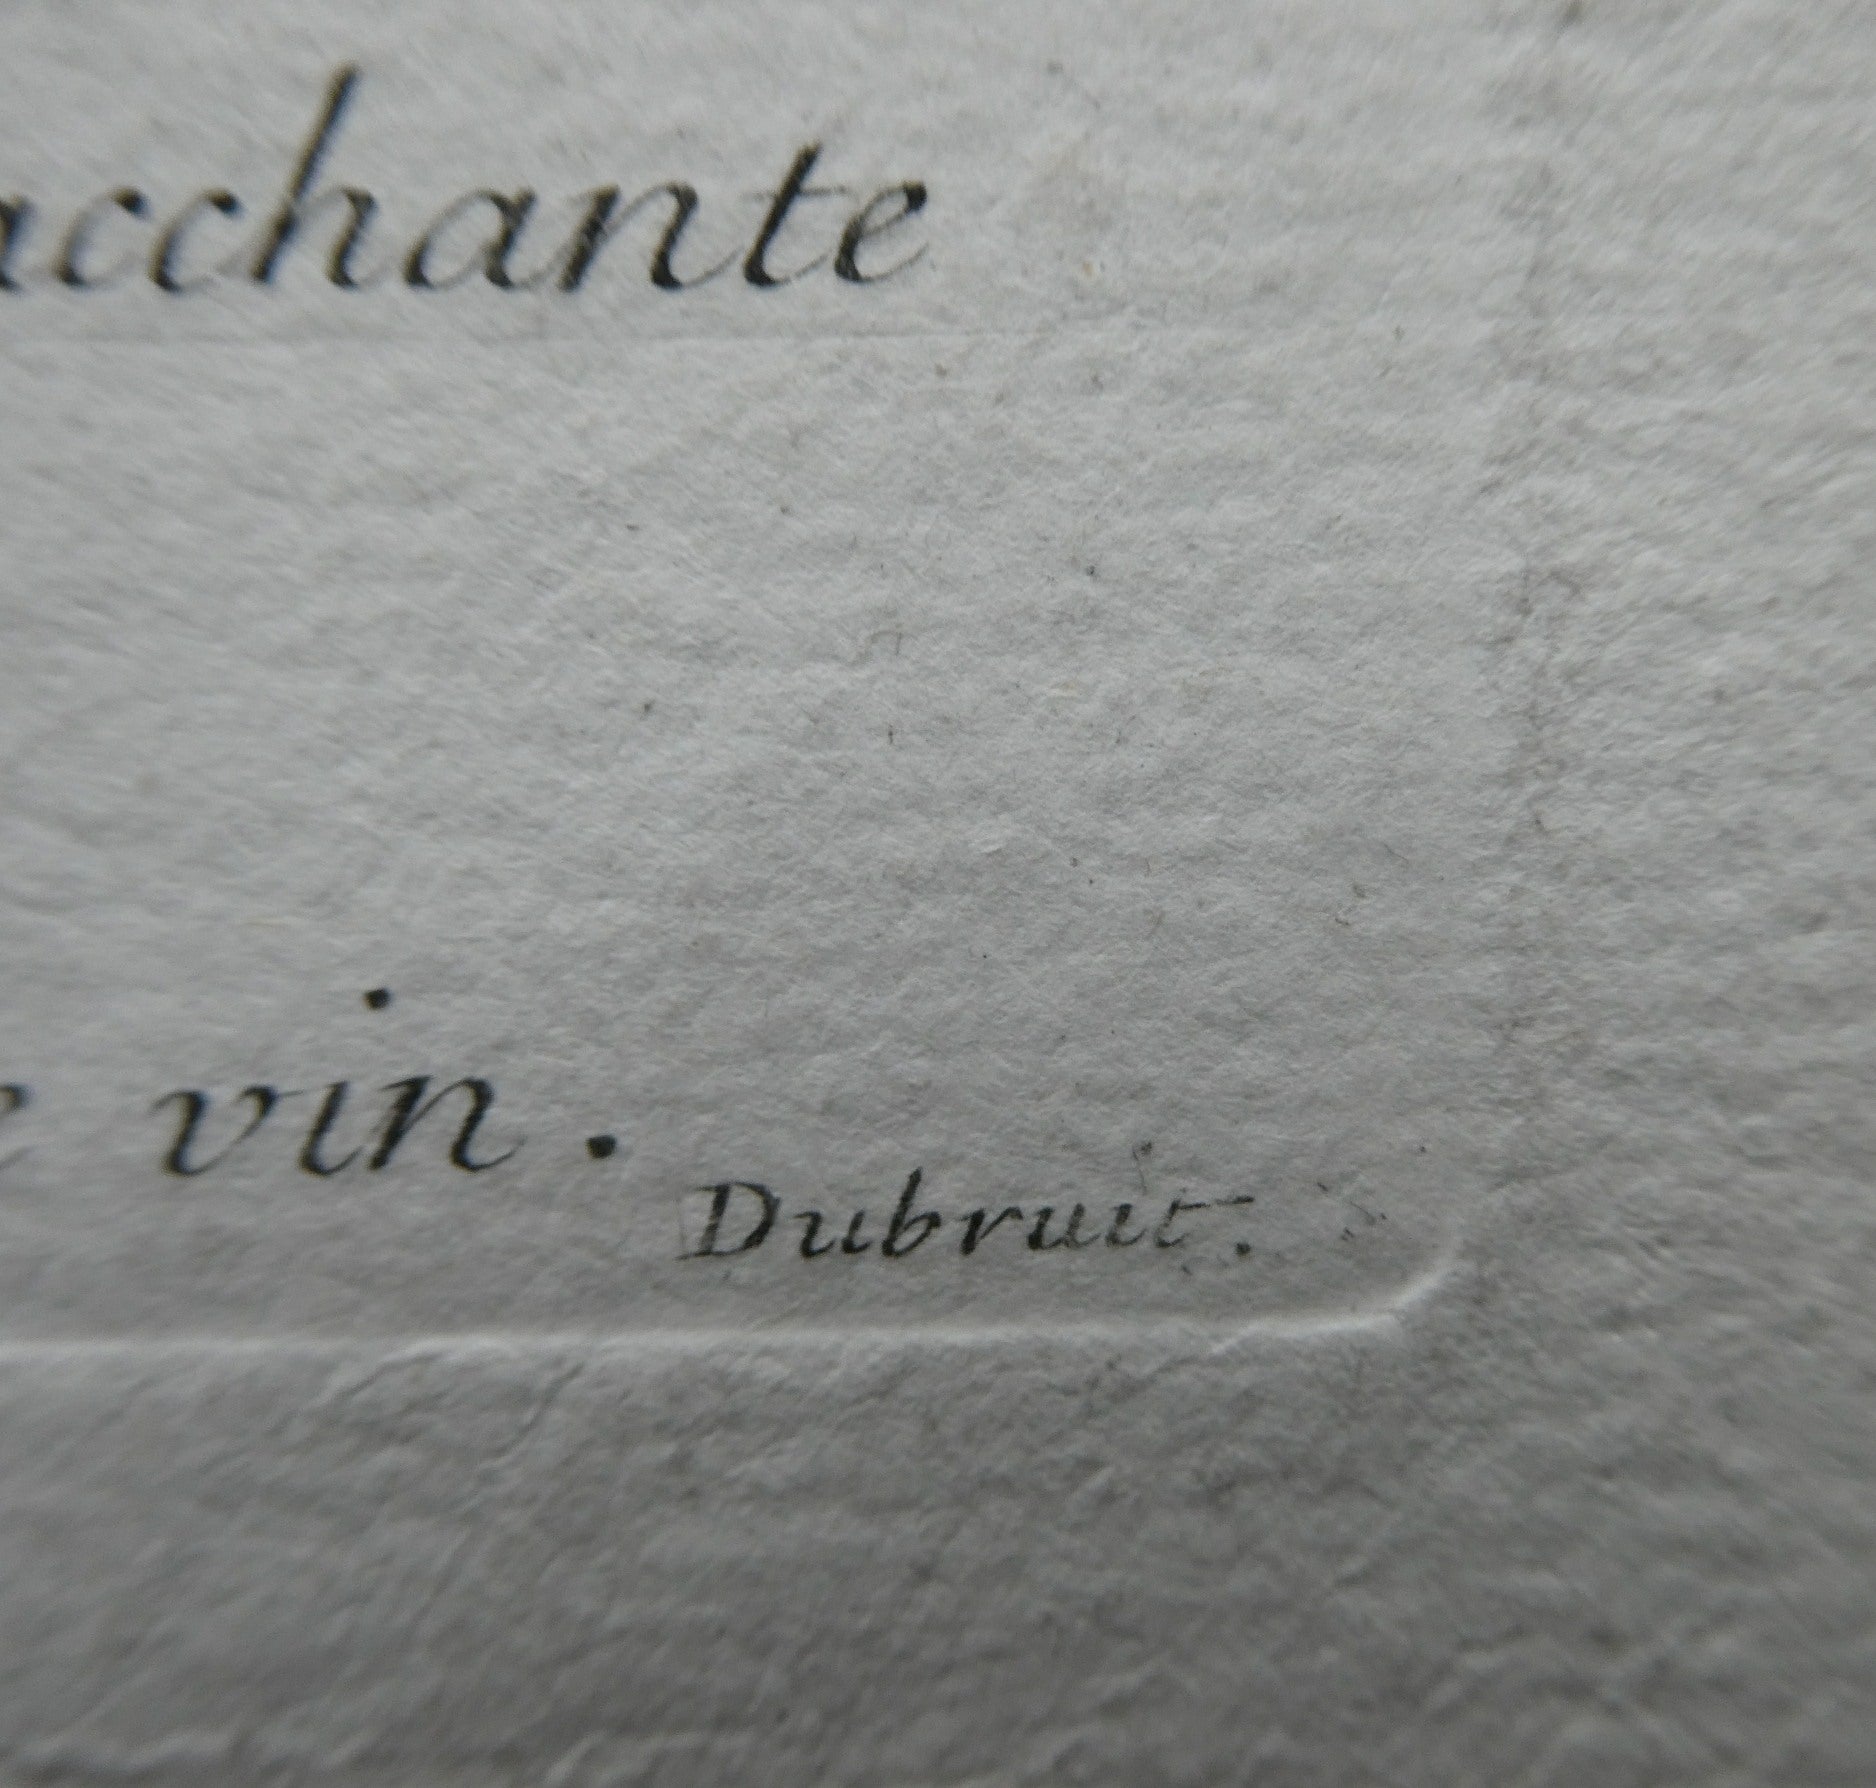 acchante
e vin.
Dubruit.